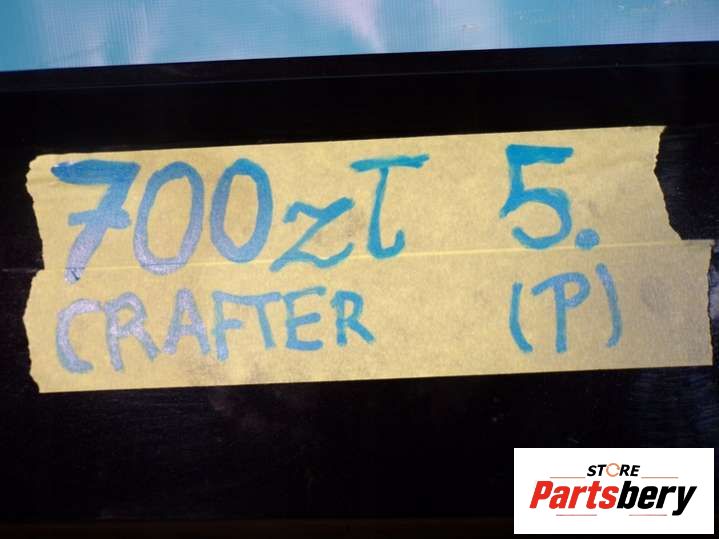 700zł 5.
CRAFTER (P)
STORE
Partsbery